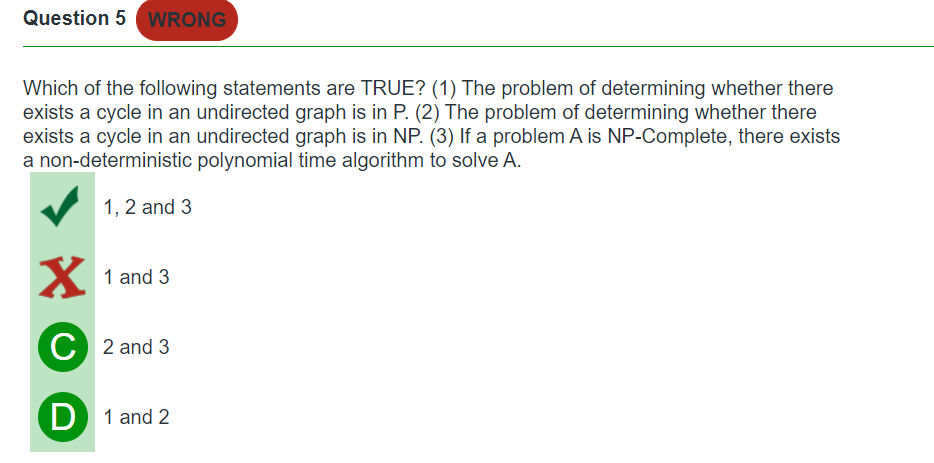 Question 5 WRONG
Which of the following statements are TRUE? (1) The problem of determining whether there
exists a cycle in an undirected graph is in P. (2) The problem of determining whether there
exists a cycle in an undirected graph is in NP. (3) If a problem A is NP-Complete, there exists
a non-deterministic polynomial time algorithm to solve A.
1, 2 and 3
X 1 and 3
C 2 and 3
D 1 and 2